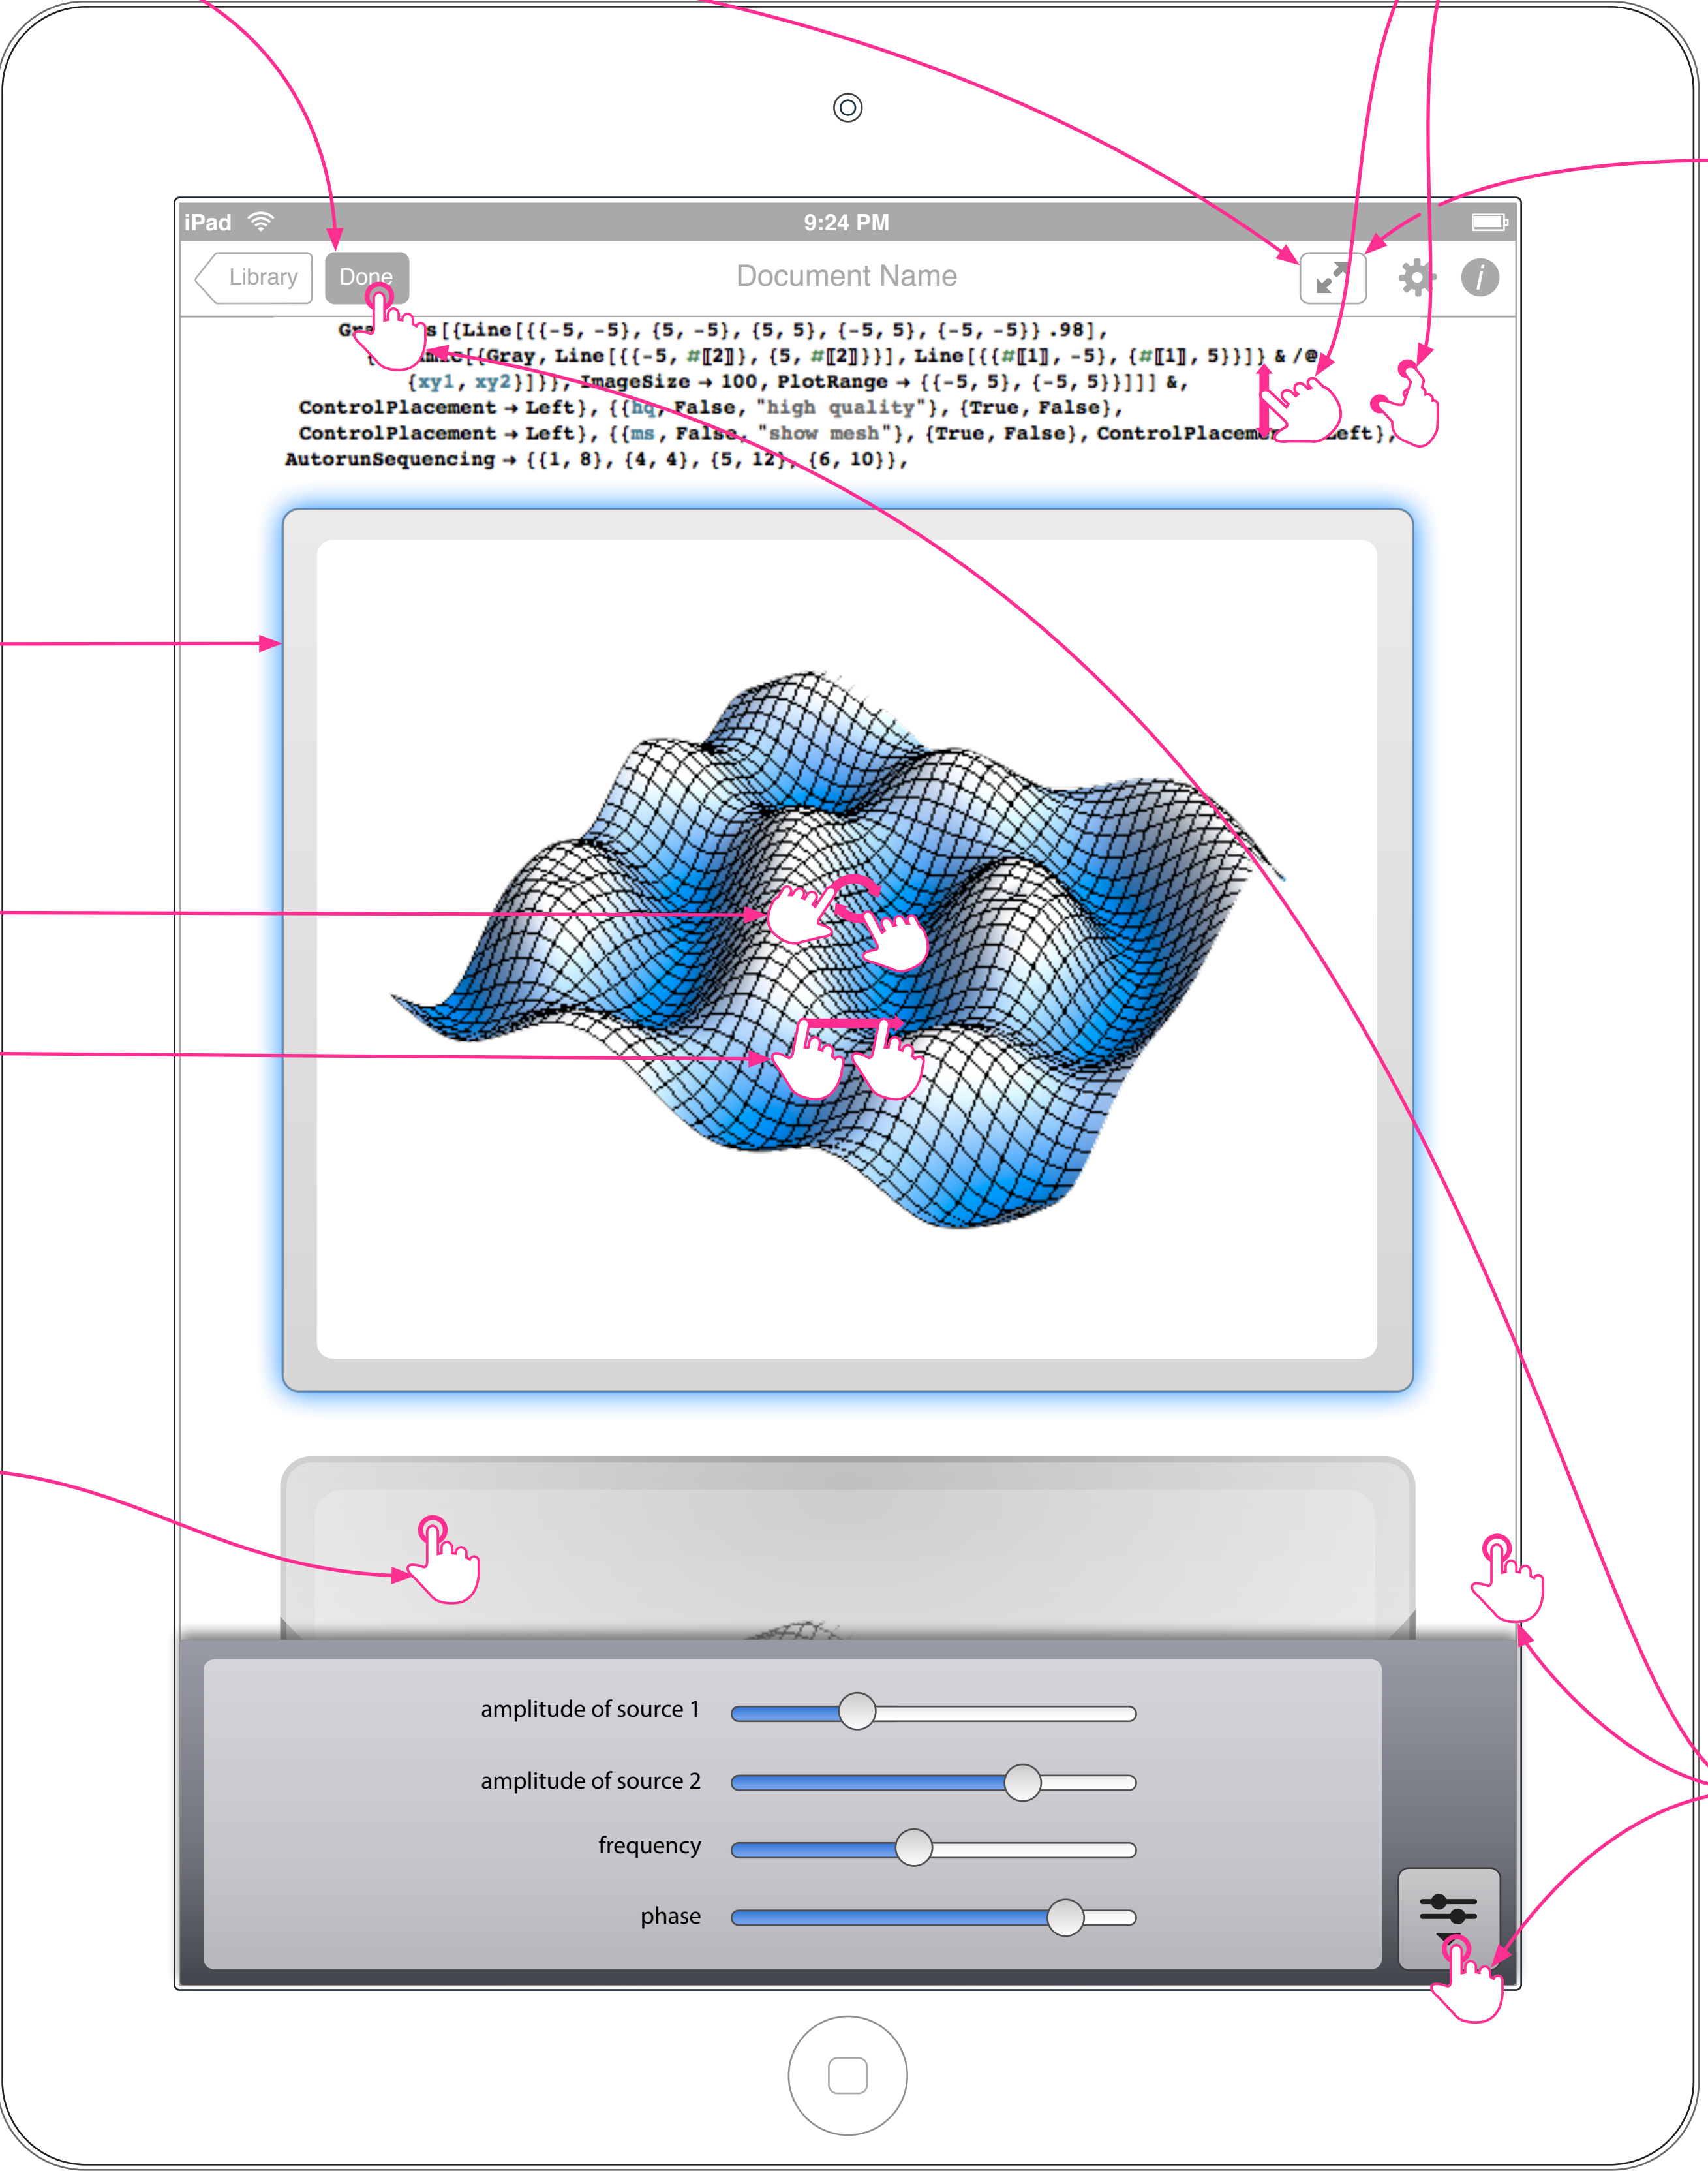 iPad 9:24 PM
Library Done Document Name
s[{Line[{{-5, -5}, {5, -5}, {5, 5}, {-5, 5}, {-5, -5}} .98],
{Gray, Line[{{-5, #[[2]]}, {5, #[[2]]}}], Line[{{#[[1]], -5}, {#[[1]], 5}}]} & /@
{xy1, xy2}]}}, ImageSize → 100, PlotRange → {{-5, 5}, {-5, 5}}]]] &,
ControlPlacement → Left}, {{hq, False, "high quality"}, {True, False},
ControlPlacement → Left}, {{ms, False, "show mesh"}, {True, False}, Left},
AutorunSequencing → {{1, 8}, {4, 4}, {5, 12}, {6, 10}},
amplitude of source 1
amplitude of source 2
frequency
phase